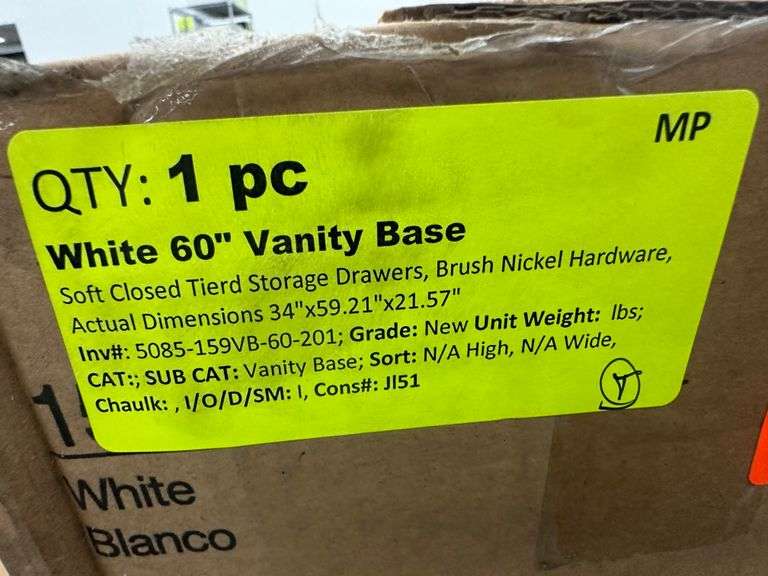 MP
QTY: 1 pc
White 60" Vanity Base
Soft Closed Tierd Storage Drawers, Brush Nickel Hardware,
Actual Dimensions 34"x59.21"x21.57"
Inv#: 5085-159VB-60-201; Grade: New Unit Weight: lbs;
CAT:; SUB CAT: Vanity Base; Sort: N/A High, N/A Wide,
Chaulk: , I/O/D/SM: I, Cons#: JI51
White
Blanco